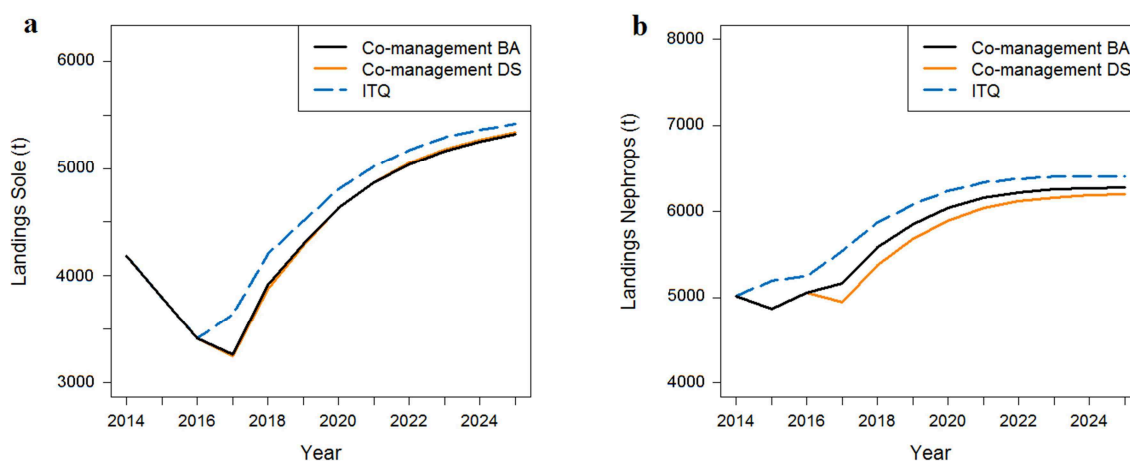 a
Co-management BA
Co-management DS
ITQ
Landings Sole (t)
6000
5000
4000
3000
2014 2016 2018 2020 2022 2024
Year
b
Co-management BA
Co-management DS
ITQ
Landings Nephrops (t)
8000
7000
6000
5000
4000
2014 2016 2018 2020 2022 2024
Year